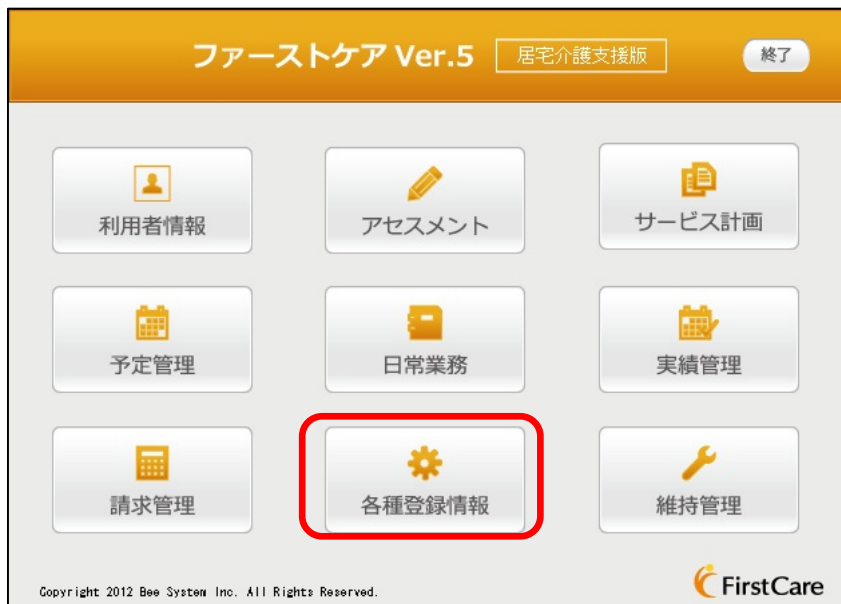 ファーストケア Ver.5 居宅介護支援版 終了
利用者情報 アセスメント サービス計画
予定管理 日常業務 実績管理
請求管理 各種登録情報 維持管理
Copyright 2012 Bee System Inc. All Rights Reserved. FirstCare